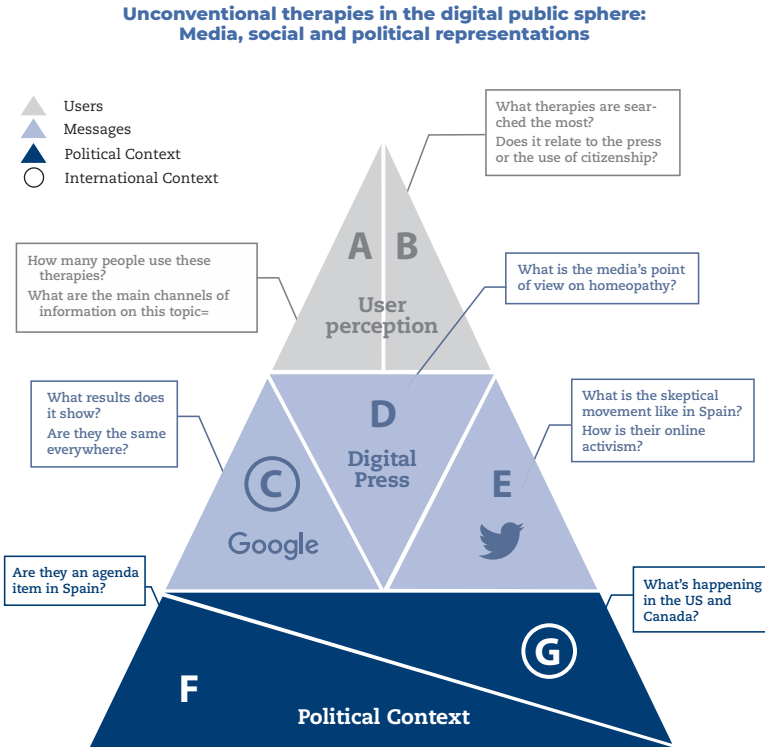 Unconventional therapies in the digital public sphere:
Media, social and political representations
Users
Messages
Political Context
International Context
What therapies are sear-
ched the most?
Does it relate to the press
or the use of citizenship?
A B
How many people use these
therapies?
What are the main channels of
information on this topic=
User
perception
What is the media's point
of view on homeopathy?
What results does
it show?
Are they the same
everywhere?
D
Digital
Press
What is the skeptical
movement like in Spain?
How is their online
activism?
C
Google
E
Are they an agenda
item in Spain?
What's happening
in the US and
Canada?
G
F
Political Context